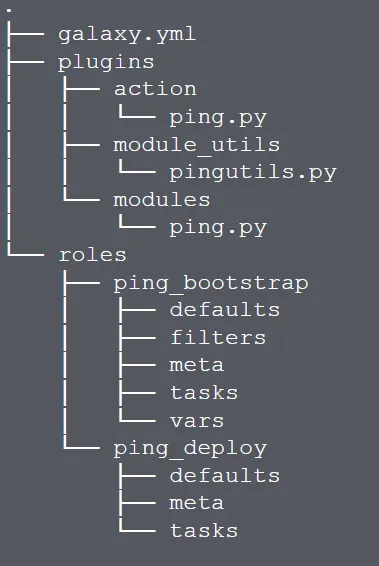 .
├── galaxy.yml
├── plugins
│   ├── action
│   │   └── ping.py
│   ├── module_utils
│   │   └── pingutils.py
│   └── modules
│       └── ping.py
└── roles
    ├── ping_bootstrap
    │   ├── defaults
    │   ├── filters
    │   ├── meta
    │   ├── tasks
    │   └── vars
    └── ping_deploy
        ├── defaults
        ├── meta
        └── tasks